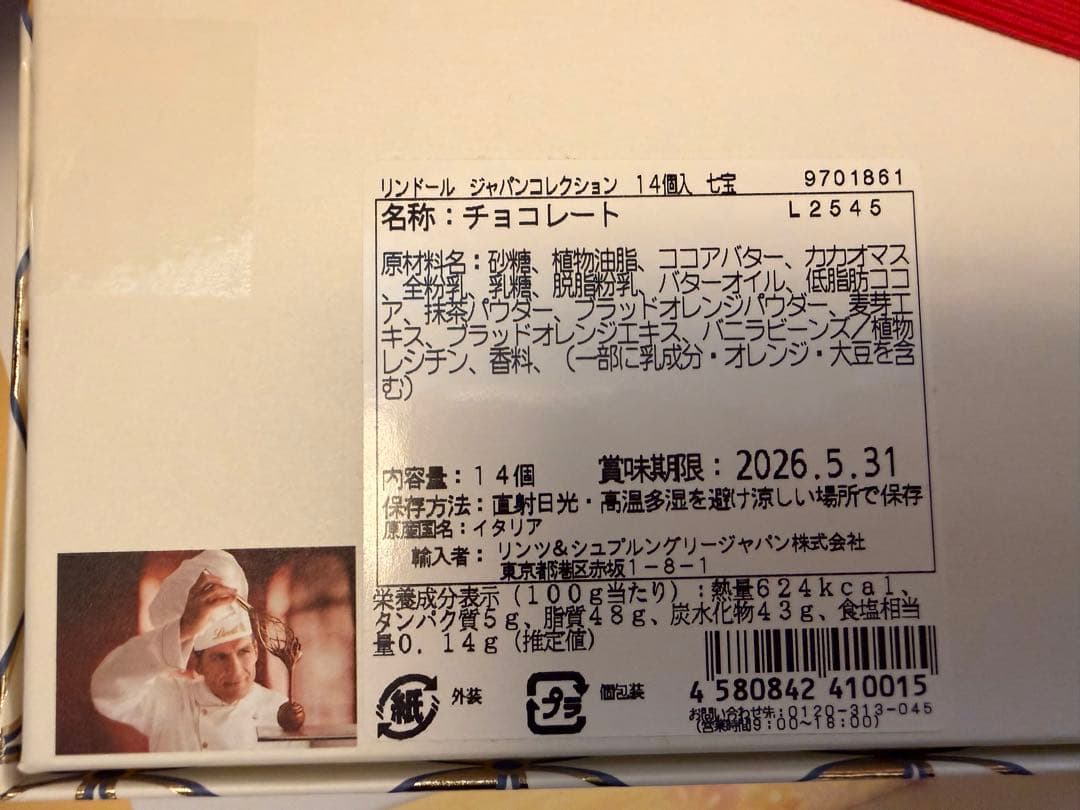 リンドール ジャパンコレクション 14個入 七宝 9701861
名称：チョコレート L2545
原材料名：砂糖、植物油脂、ココアバター、カカオマス
、全粉乳、乳糖、脱脂粉乳、バターオイル、低脂肪ココ
ア、抹茶パウダー、ブラッドオレンジパウダー、麦芽エ
キス、ブラッドオレンジエキス、バニラビーンズ/植物
レシチン、香料、（一部に乳成分・オレンジ・大豆を含
む）
内容量：14個 賞味期限：2026.5.31
保存方法：直射日光・高温多湿を避け涼しい場所で保存
原産国名：イタリア
輸入者：リンツ&シュプルングリージャパン株式会社
東京都港区赤坂1-8-1
栄養成分表示（100g当たり）：熱量624kcal、
タンパク質5g、脂質48g、炭水化物43g、食塩相当
量0.14g（推定値）
紙 外装 プラ 個包装
4 580842 410015
お問い合わせ先：0120-313-045
（営業時間9：00～18：00）
Lindt